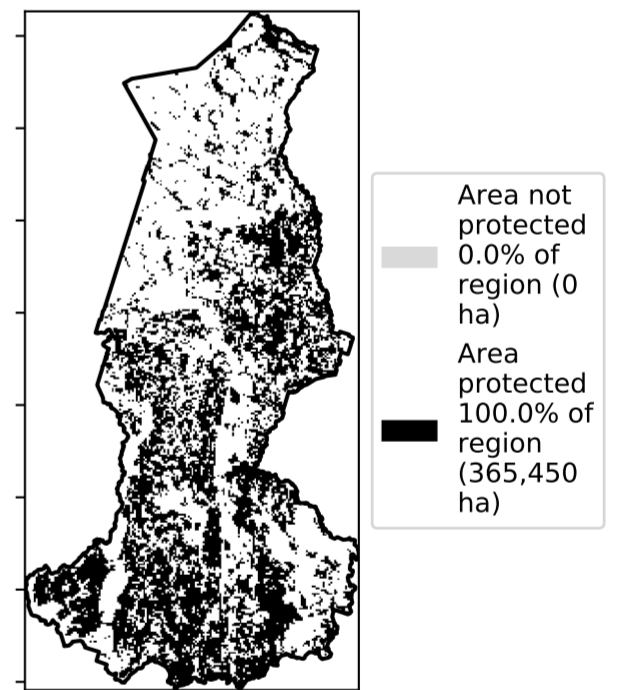 Area not
protected
0.0% of
region (0
ha)
Area
protected
100.0% of
region
(365,450
ha)